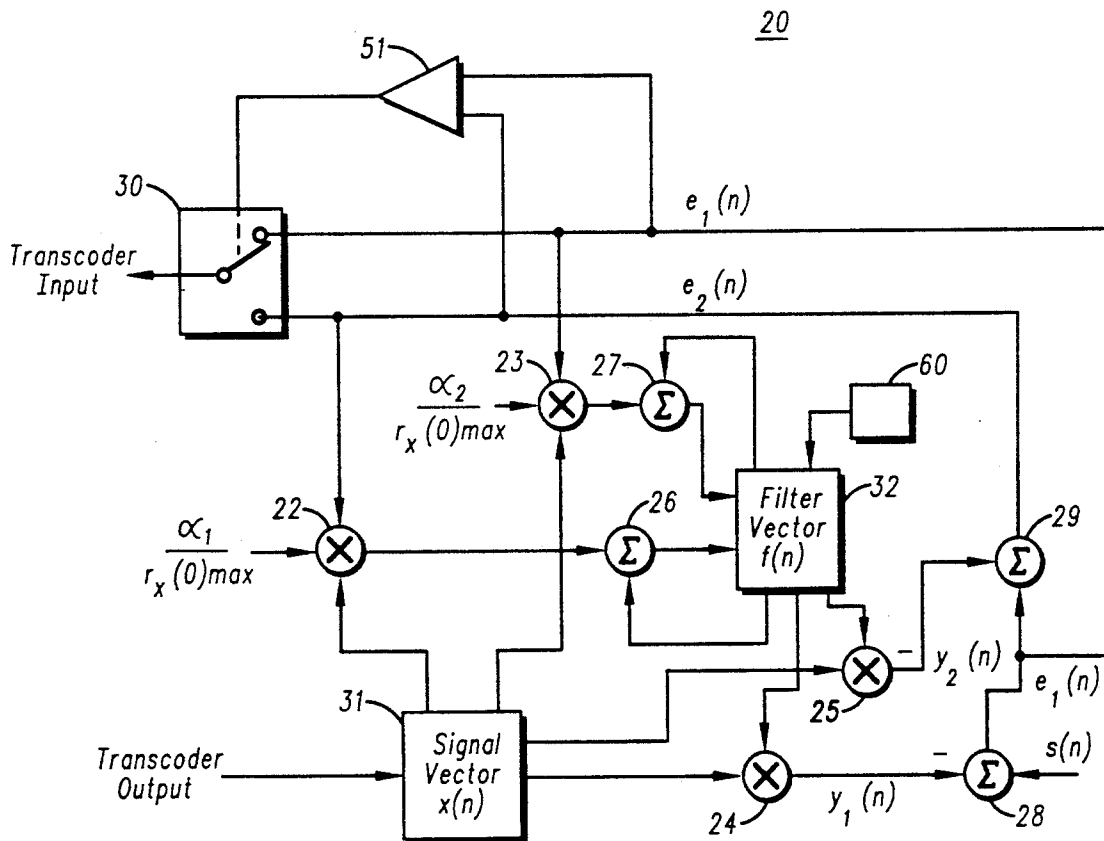 20
51
30
e₁(n)
Transcoder
Input
e₂(n)
23
27
60
α₂
rₓ(0)max
32
Filter
Vector
f(n)
22
26
29
α₁
rₓ(0)max
25
− y₂(n)
e₁(n)
31
Signal
Vector
x(n)
Transcoder
Output
−
s(n)
24
y₁(n)
28